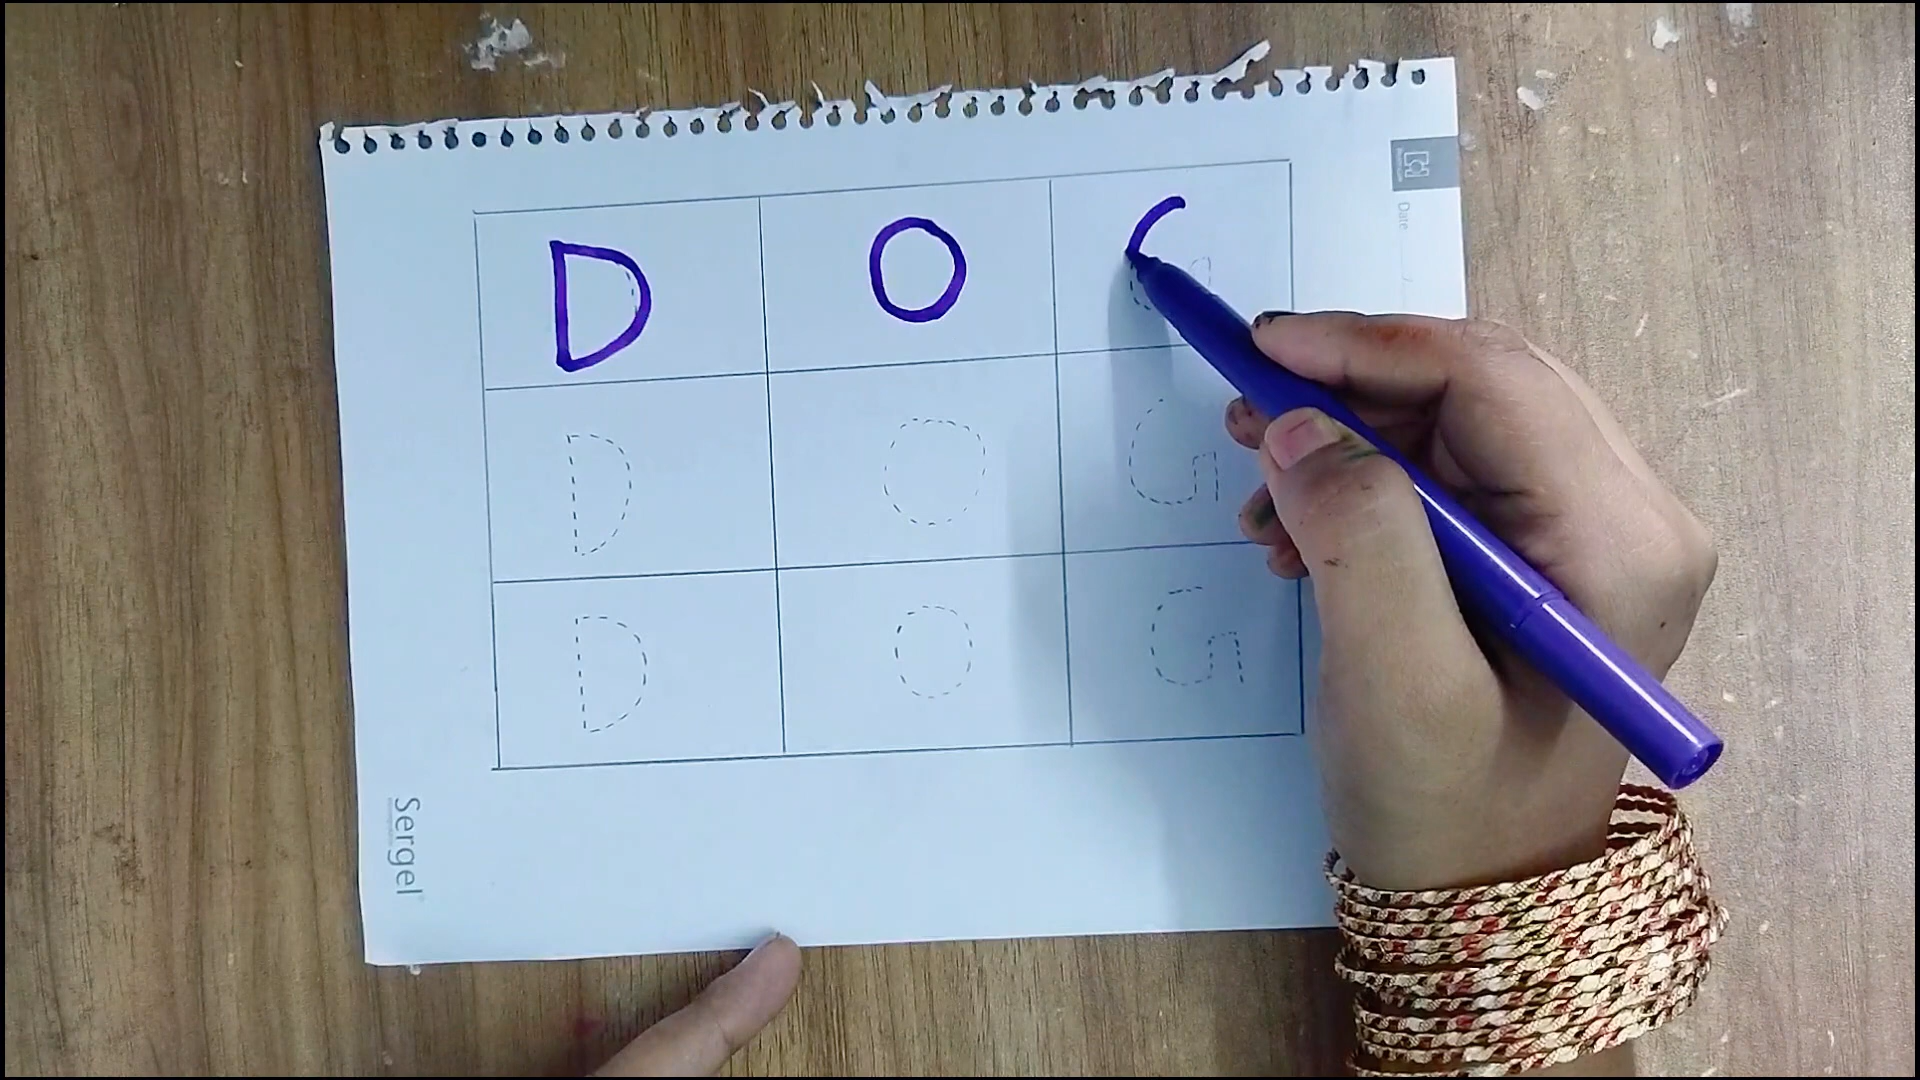 Date
D O G
D O G
D O G
Sergel